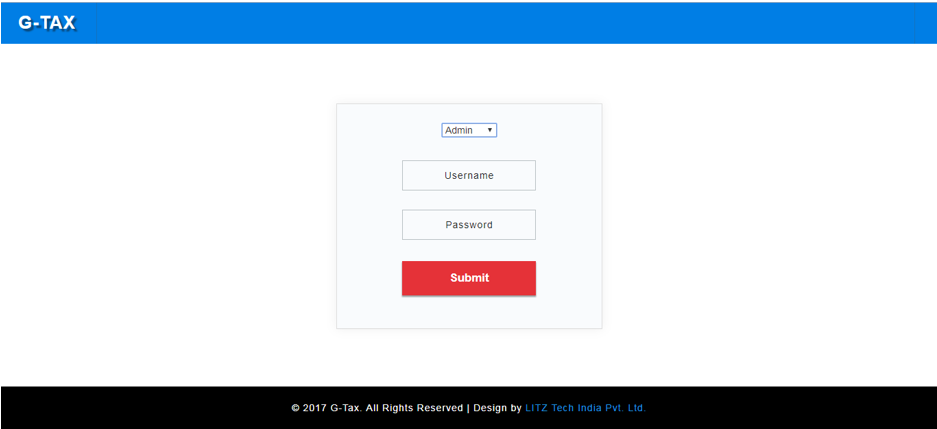 G-TAX
Admin
Username
Password
Submit
© 2017 G-Tax. All Rights Reserved | Design by LITZ Tech India Pvt. Ltd.